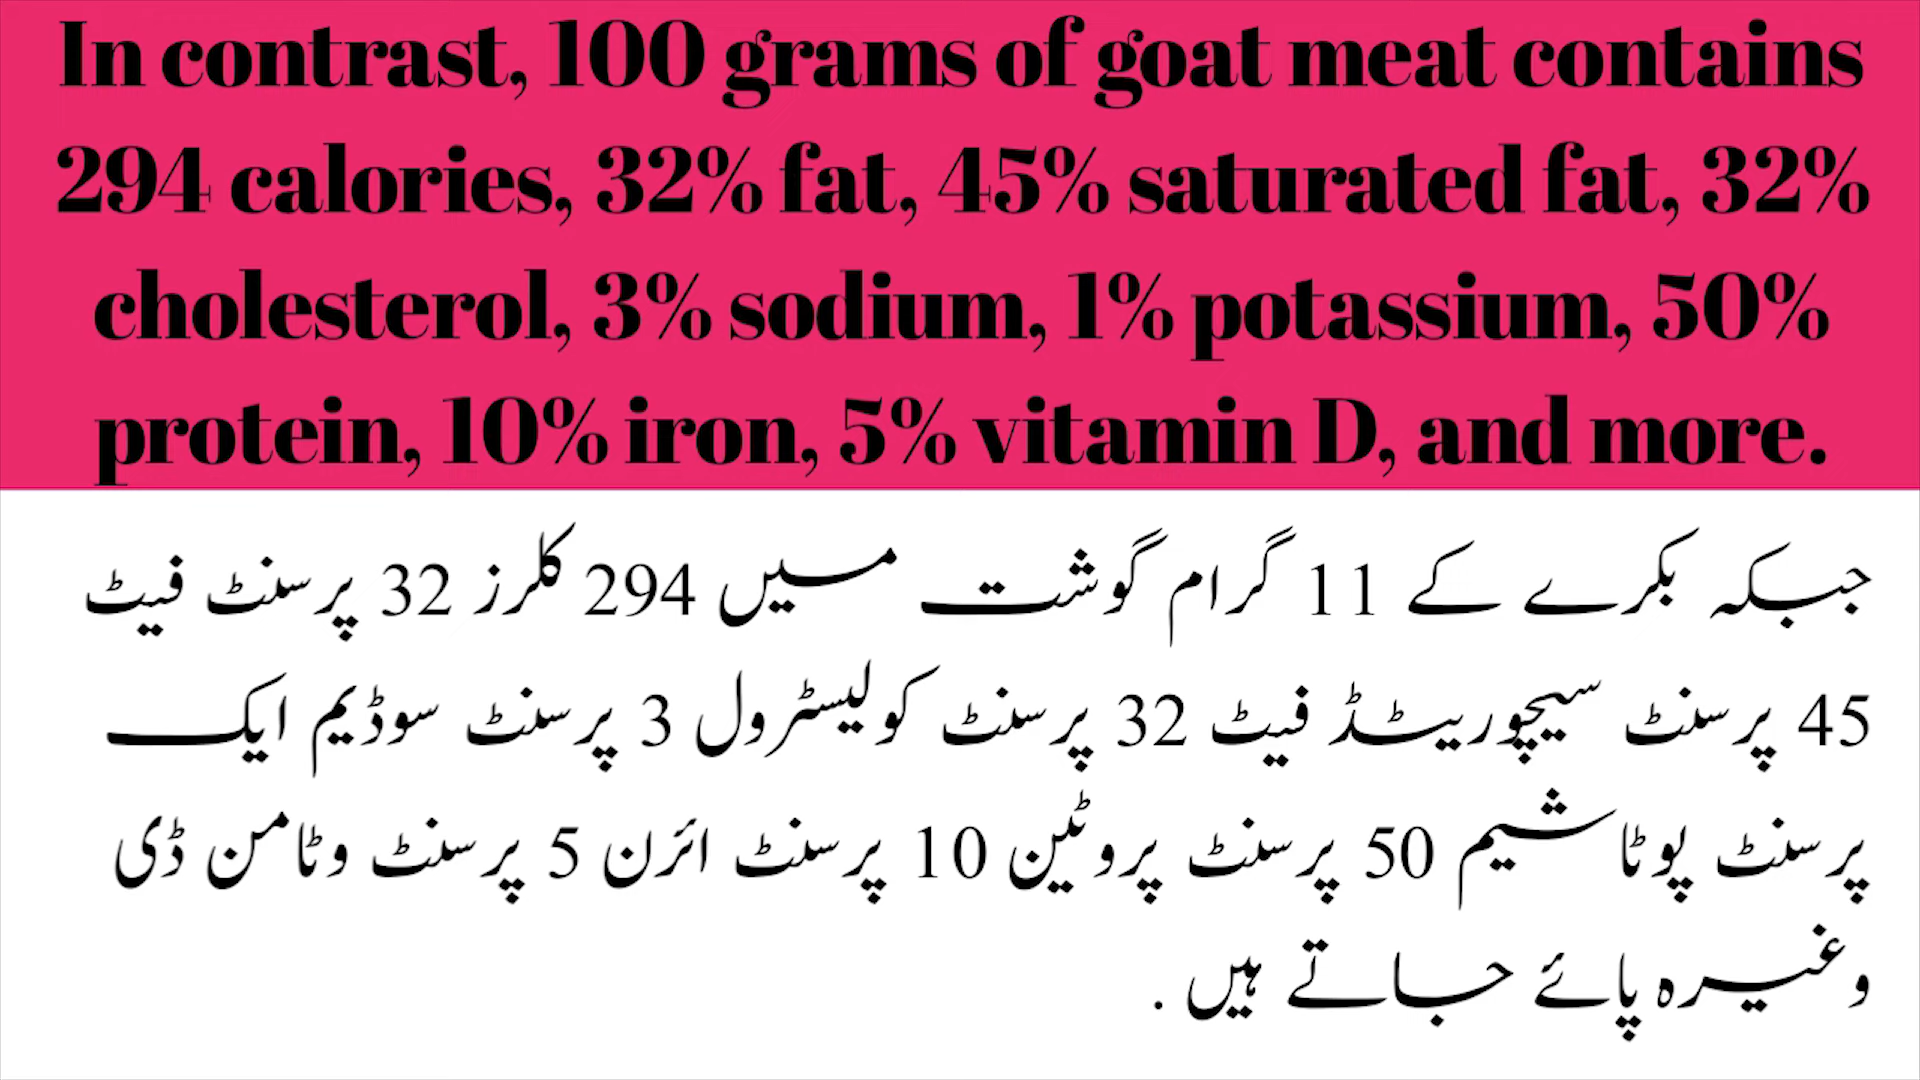 In contrast, 100 grams of goat meat contains
294 calories, 32% fat, 45% saturated fat, 32%
cholesterol, 3% sodium, 1% potassium, 50%
protein, 10% iron, 5% vitamin D, and more.
جبکہ بکرے کے 11 گرام گوشت میں 294 کلرز 32 پرسنٹ فیٹ
45 پرسنٹ سیچوریٹڈ فیٹ 32 پرسنٹ کولیسٹرول 3 پرسنٹ سوڈیم ایک
پرسنٹ پوٹاشیم 50 پرسنٹ پروٹین 10 پرسنٹ ائرن 5 پرسنٹ وٹامن ڈی
وغیرہ پائے جاتے ہیں .